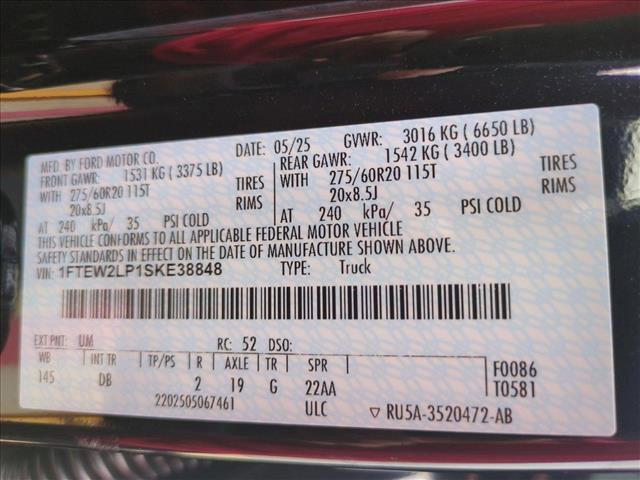 MFD. BY FORD MOTOR CO. DATE: 05/25 GVWR: 3016 KG ( 6650 LB)
FRONT GAWR: 1531 KG ( 3375 LB) REAR GAWR: 1542 KG ( 3400 LB)
WITH 275/60R20 115T TIRES WITH 275/60R20 115T TIRES
20x8.5J RIMS 20x8.5J RIMS
AT 240 kPa/ 35 PSI COLD AT 240 kPa/ 35 PSI COLD
THIS VEHICLE CONFORMS TO ALL APPLICABLE FEDERAL MOTOR VEHICLE
SAFETY STANDARDS IN EFFECT ON THE DATE OF MANUFACTURE SHOWN ABOVE.
VIN: 1FTEW2LP1SKE38848 TYPE: Truck
EXT PNT: UM RC: 52 DSO:
WB INT TR TP/PS R AXLE TR SPR F0086
145 DB 2 19 G 22AA T0581
2202505067461 ULC ▽ RU5A-3520472-AB